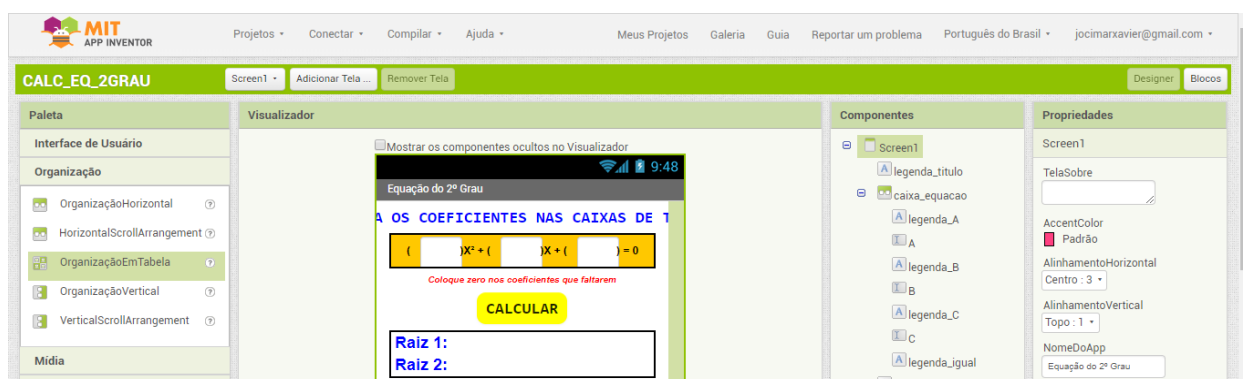 MIT
APP INVENTOR
Projetos Conectar Compilar Ajuda Meus Projetos Galeria Guia Reportar um problema Português do Brasil jocimarxavier@gmail.com
CALC_EQ_2GRAU Screen1 Adicionar Tela ... Remover Tela Designer Blocos
Paleta
Interface de Usuário
Organização
OrganizaçãoHorizontal ?
HorizontalScrollArrangement ?
OrganizaçãoEmTabela ?
OrganizaçãoVertical ?
VerticalScrollArrangement ?
Mídia
Visualizador
Mostrar os componentes ocultos no Visualizador
9:48
Equação do 2º Grau
A OS COEFICIENTES NAS CAIXAS DE T
( )X² + ( )X + ( ) = 0
Coloque zero nos coeficientes que faltarem
CALCULAR
Raiz 1:
Raiz 2:
Componentes
Screen1
A legenda_titulo
caixa_equacao
A legenda_A
A
A legenda_B
B
A legenda_C
C
A legenda_igual
Propriedades
Screen1
TelaSobre
AccentColor
Padrão
AlinhamentoHorizontal
Centro : 3
AlinhamentoVertical
Topo : 1
NomeDoApp
Equação do 2º Grau